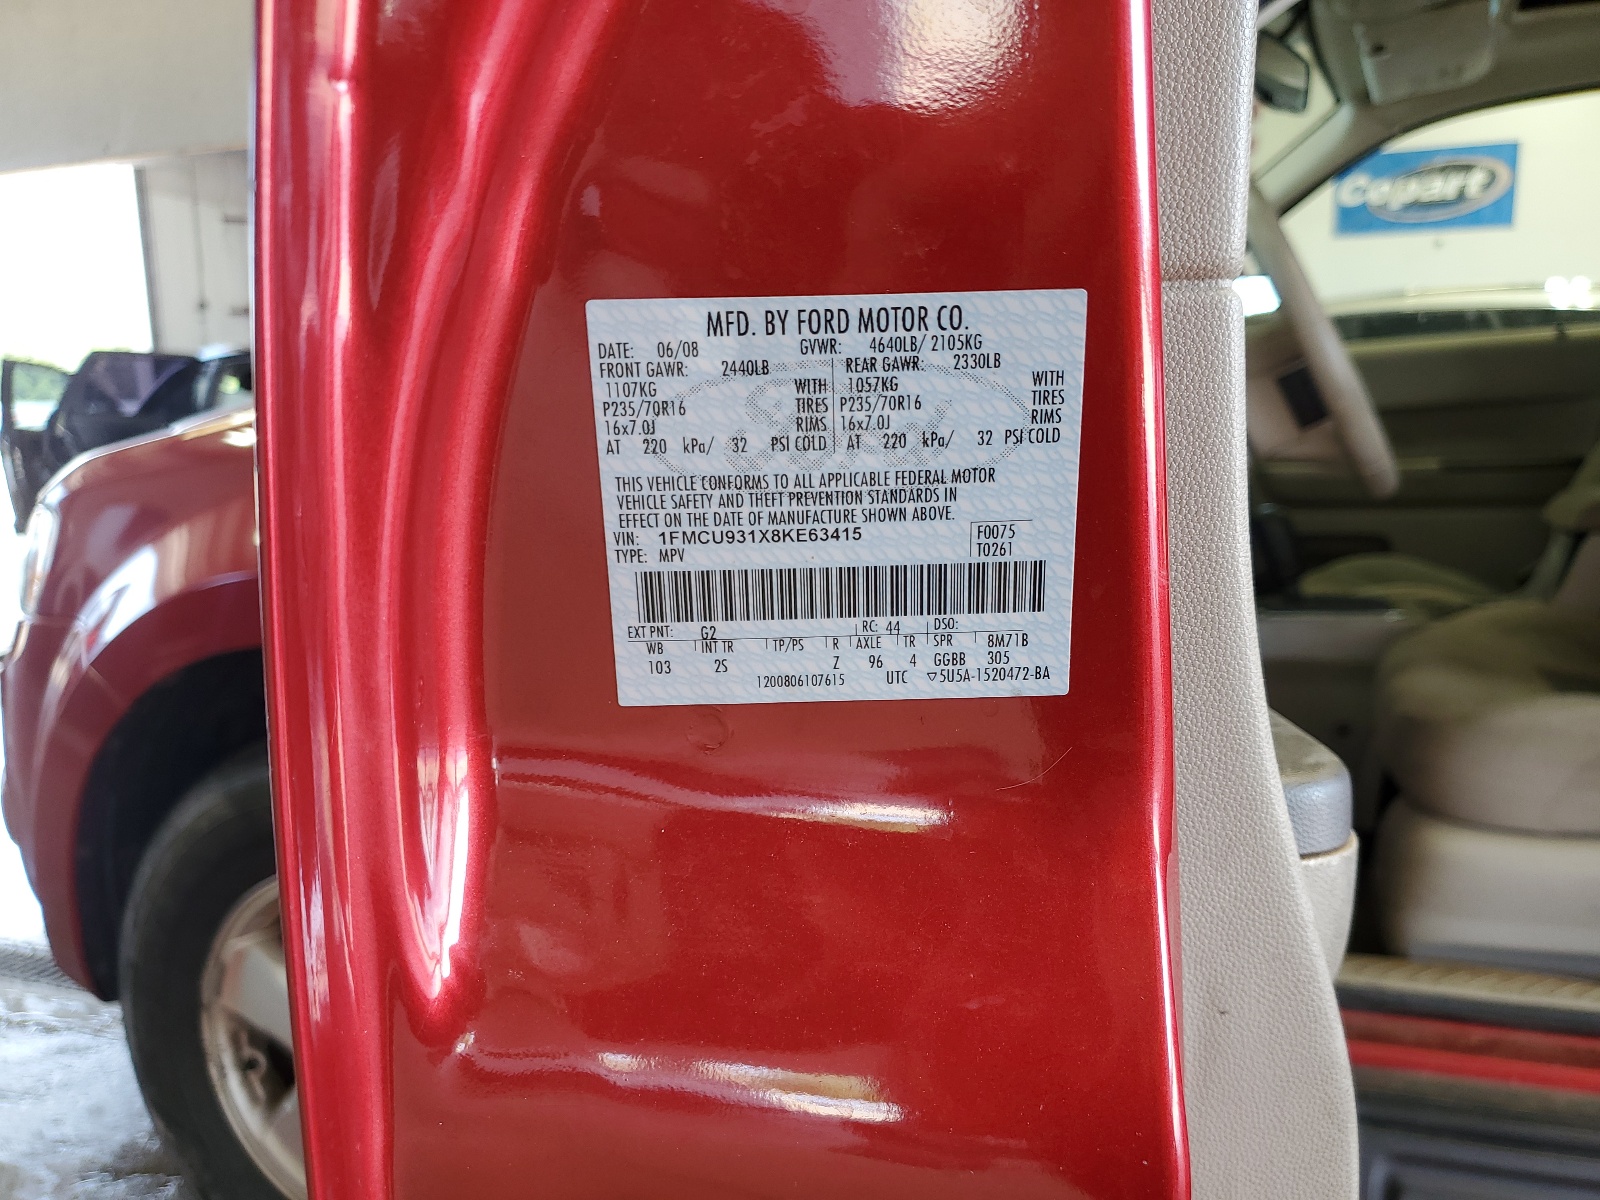 Copart
MFD. BY FORD MOTOR CO.
DATE: 06/08 GVWR: 4640LB/ 2105KG
FRONT GAWR: 2440LB REAR GAWR: 2330LB
1107KG WITH 1057KG WITH
P235/70R16 TIRES P235/70R16 TIRES
16x7.0J RIMS 16x7.0J RIMS
AT 220 kPa/ 32 PSI COLD AT 220 kPa/ 32 PSI COLD
THIS VEHICLE CONFORMS TO ALL APPLICABLE FEDERAL MOTOR
VEHICLE SAFETY AND THEFT PREVENTION STANDARDS IN
EFFECT ON THE DATE OF MANUFACTURE SHOWN ABOVE.
VIN: 1FMCU931X8KE63415 F0075
TYPE: MPV T0261
EXT PNT: G2 RC: 44 DSO:
WB INT TR TP/PS R AXLE TR SPR 8M71B
103 2S Z 96 4 GGBB 305
1200806107615 UTC ▽5U5A-1520472-BA